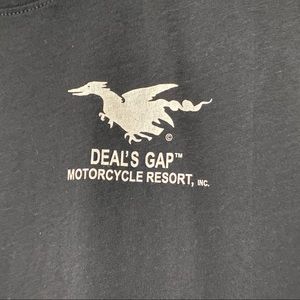 ©
DEAL'S GAP™
MOTORCYCLE RESORT, INC.